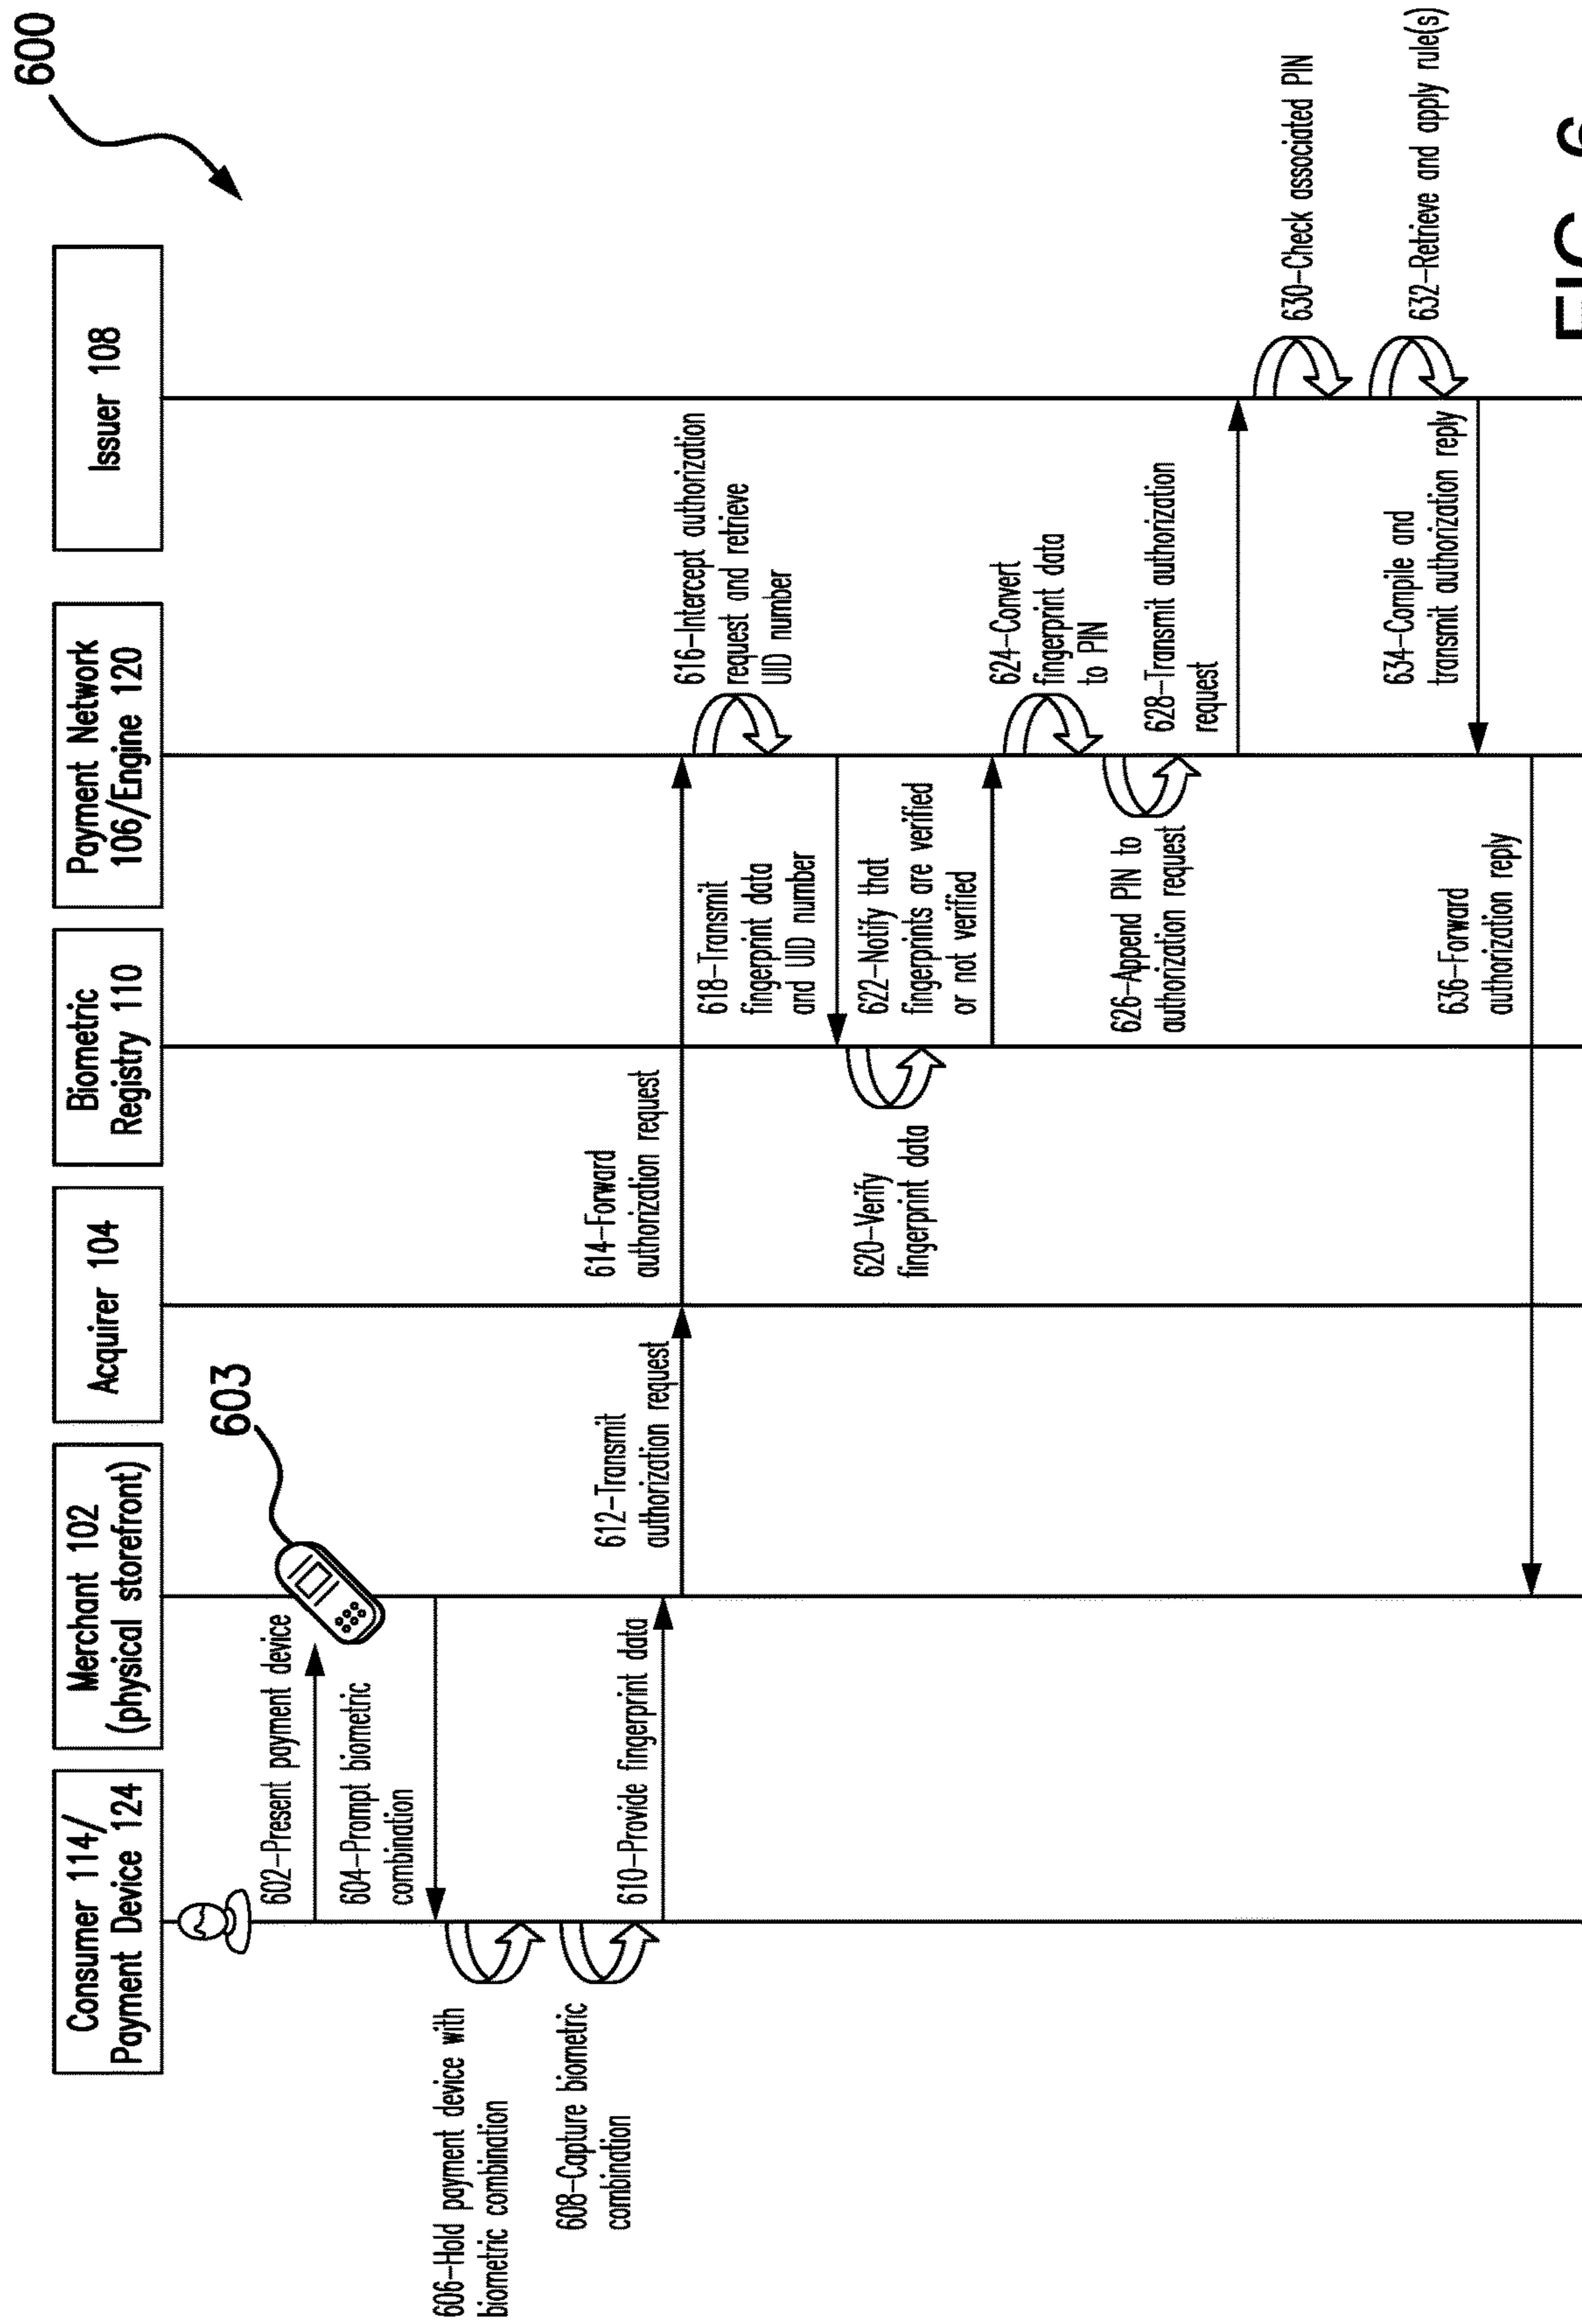 600
Consumer 114/
Payment Device 124
Merchant 102
(physical storefront)
Acquirer 104
Biometric
Registry 110
Payment Network
106/Engine 120
Issuer 108
603
602–Present payment device
604–Prompt biometric
combination
606–Hold payment device with
biometric combination
608–Capture biometric
combination
610–Provide fingerprint data
612–Transmit
authorization request
614–Forward
authorization request
616–Intercept authorization
request and retrieve
UID number
618–Transmit
fingerprint data
and UID number
620–Verify
fingerprint data
622–Notify that
fingerprints are verified
or not verified
624–Convert
fingerprint data
to PIN
626–Append PIN to
authorization request
628–Transmit authorization
request
630–Check associated PIN
632–Retrieve and apply rule(s)
634–Compile and
transmit authorization reply
636–Forward
authorization reply